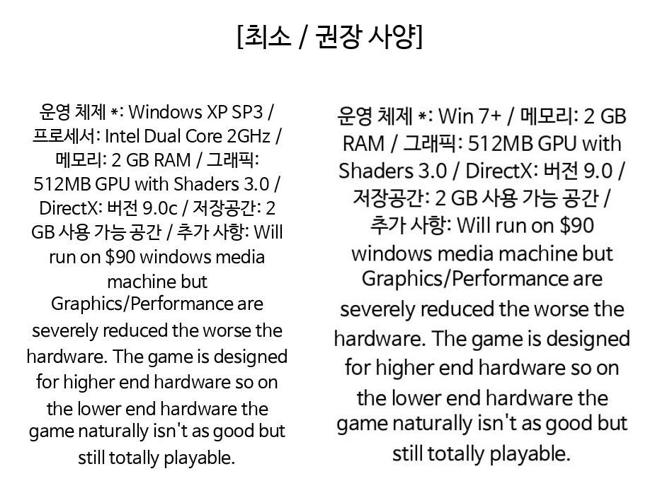 [최소 / 권장 사양]
운영 체제 *: Windows XP SP3 /
프로세서: Intel Dual Core 2GHz /
메모리: 2 GB RAM / 그래픽:
512MB GPU with Shaders 3.0 /
DirectX: 버전 9.0c / 저장공간: 2
GB 사용 가능 공간 / 추가 사항: Will
run on $90 windows media
machine but
Graphics/Performance are
severely reduced the worse the
hardware. The game is designed
for higher end hardware so on
the lower end hardware the
game naturally isn't as good but
still totally playable.
운영 체제 *: Win 7+ / 메모리: 2 GB
RAM / 그래픽: 512MB GPU with
Shaders 3.0 / DirectX: 버전 9.0 /
저장공간: 2 GB 사용 가능 공간 /
추가 사항: Will run on $90
windows media machine but
Graphics/Performance are
severely reduced the worse the
hardware. The game is designed
for higher end hardware so on
the lower end hardware the
game naturally isn't as good but
still totally playable.